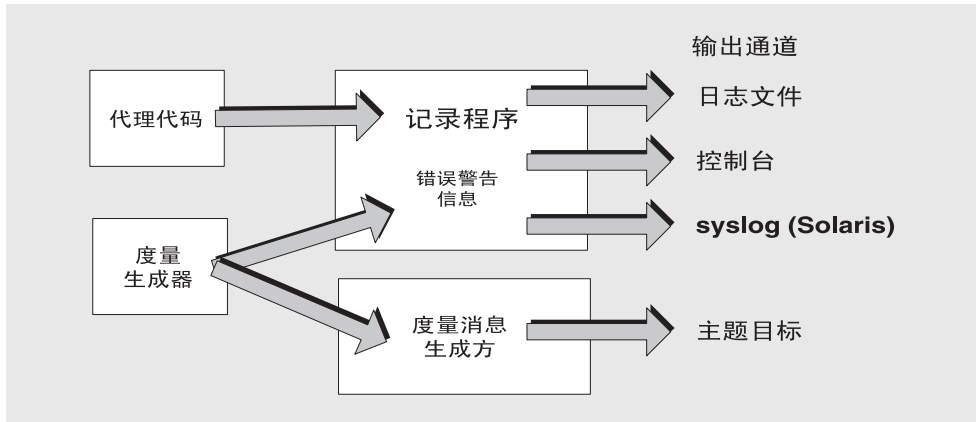 输出通道
代理代码
记录程序
错误警告
信息
日志文件
控制台
syslog (Solaris)
度量
生成器
度量消息
生成方
主题目标